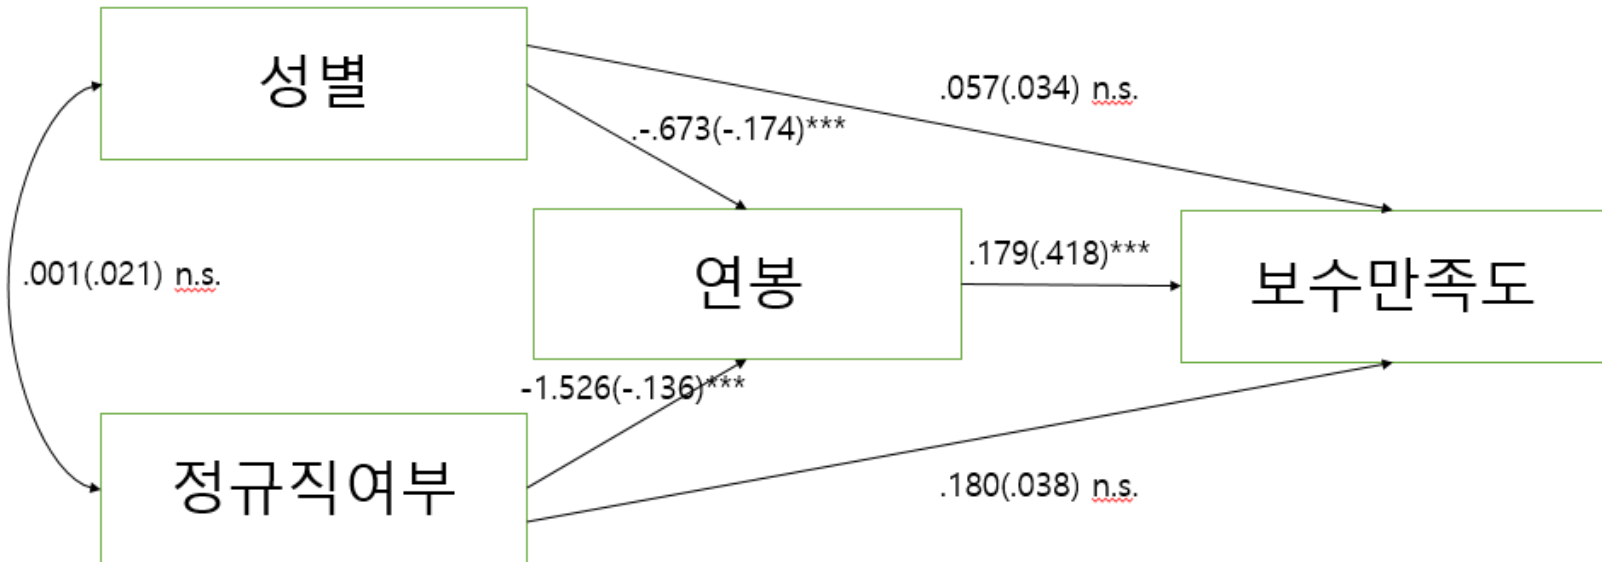 성별
.057(.034) n.s.
.-.673(-.174)***
.001(.021) n.s.
연봉
.179(.418)***
보수만족도
-1.526(-.136)***
정규직여부
.180(.038) n.s.